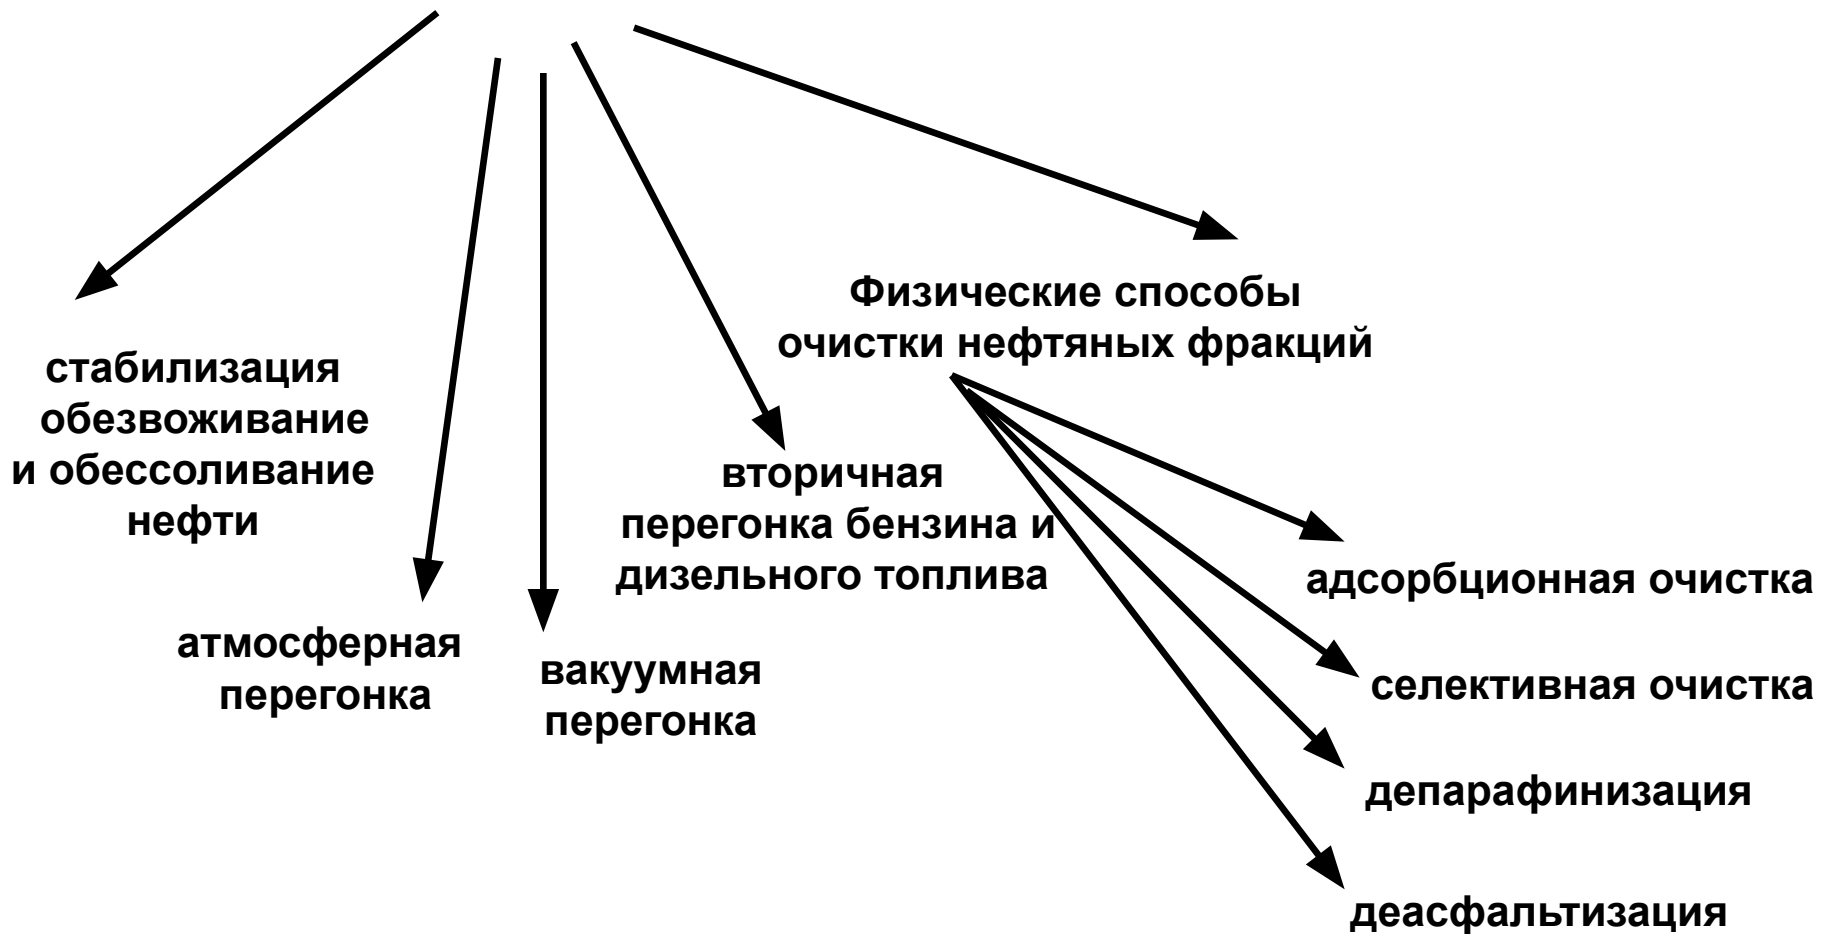 Физические способы
очистки нефтяных фракций
стабилизация
обезвоживание
и обессоливание
нефти
вторичная
перегонка бензина и
дизельного топлива
адсорбционная очистка
атмосферная
перегонка
вакуумная
перегонка
селективная очистка
депарафинизация
деасфальтизация